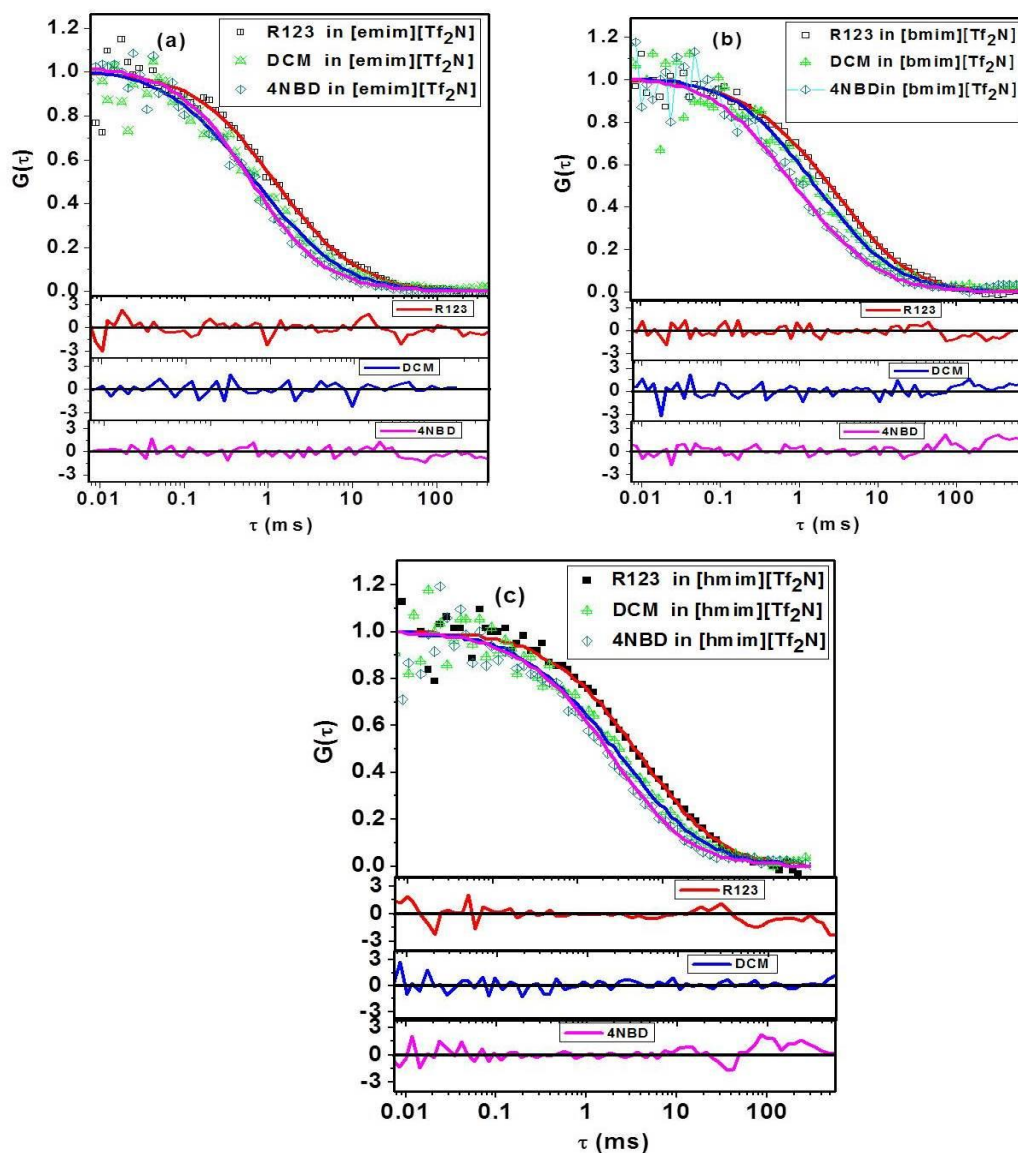 (a)
R123 in [emim][Tf₂N]
DCM in [emim][Tf₂N]
4NBD in [emim][Tf₂N]
G(τ)
1.2
1.0
0.8
0.6
0.4
0.2
0.0
R123
3
0
-3
DCM
3
0
-3
4NBD
3
0
-3
0.01 0.1 1 10 100
τ (ms)
(b)
R123 in [bmim][Tf₂N]
DCM in [bmim][Tf₂N]
4NBDin [bmim][Tf₂N]
G(τ)
1.2
1.0
0.8
0.6
0.4
0.2
0.0
R123
3
0
-3
DCM
3
0
-3
4NBD
3
0
-3
0.01 0.1 1 10 100
τ (ms)
(c)
R123 in [hmim][Tf₂N]
DCM in [hmim][Tf₂N]
4NBD in [hmim][Tf₂N]
G(τ)
1.2
1.0
0.8
0.6
0.4
0.2
0.0
R123
3
0
-3
DCM
3
0
-3
4NBD
3
0
-3
0.01 0.1 1 10 100
τ (ms)